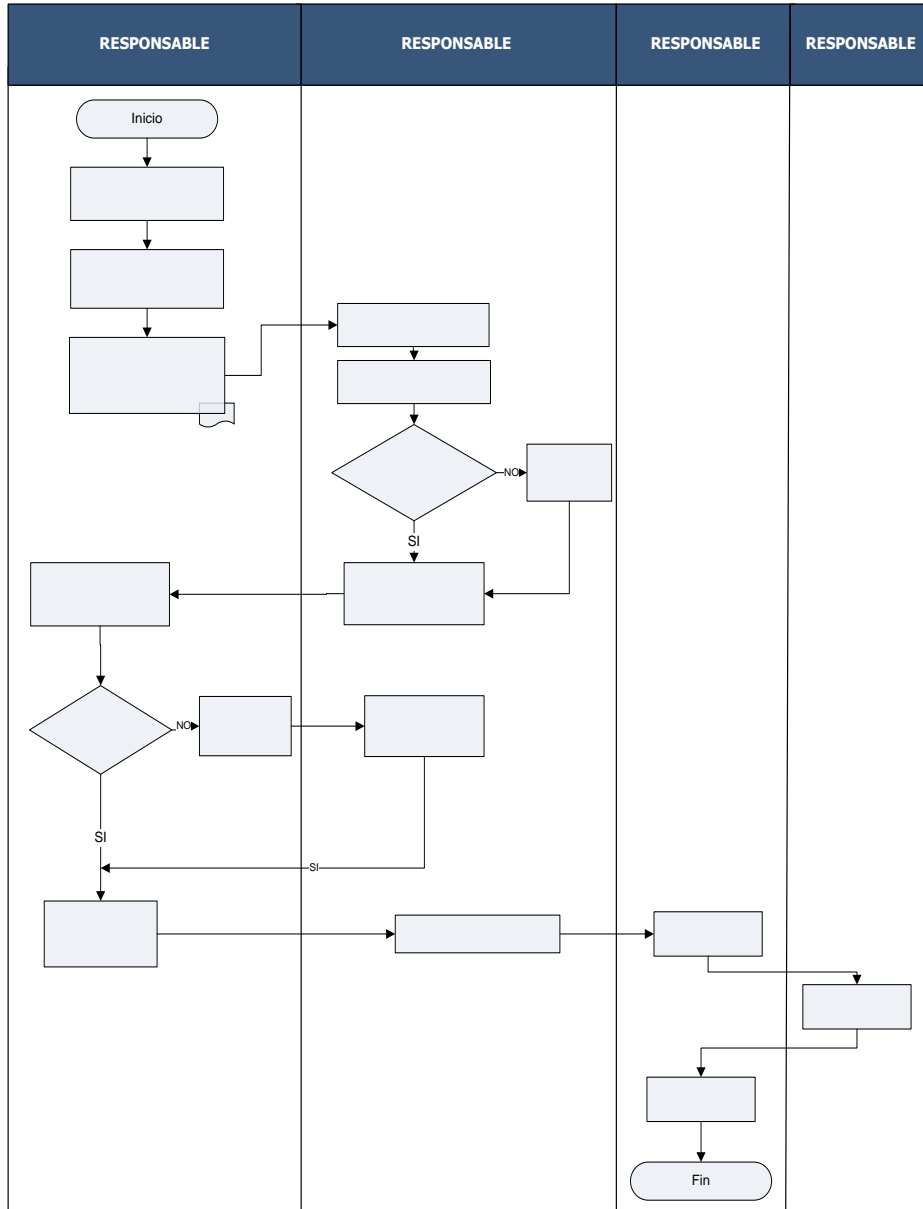 RESPONSABLE RESPONSABLE RESPONSABLE RESPONSABLE
Inicio
NO
SI
NO
SI
SI
Fin